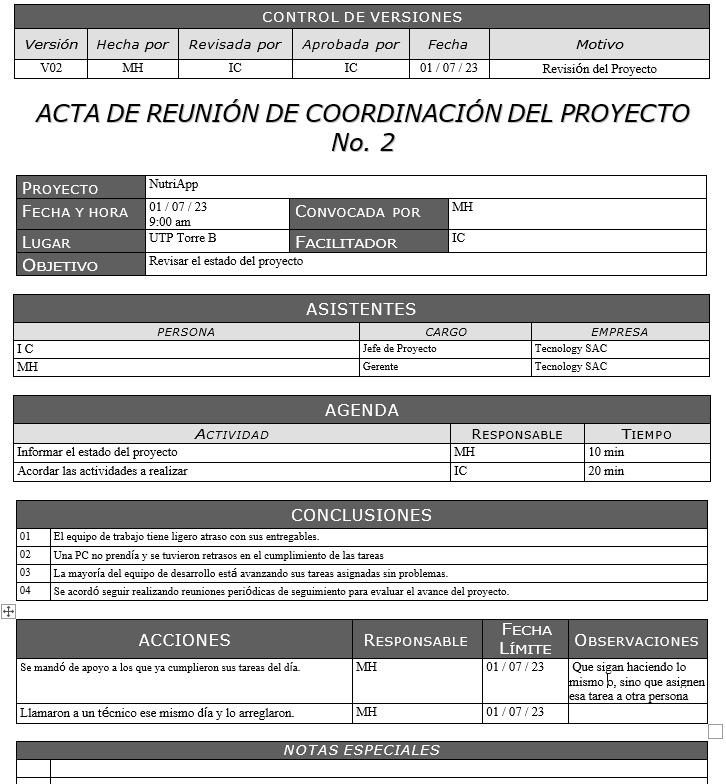 CONTROL DE VERSIONES
Versión Hecha por Revisada por Aprobada por Fecha Motivo
V02 MH IC IC 01 / 07 / 23 Revisión del Proyecto
ACTA DE REUNIÓN DE COORDINACIÓN DEL PROYECTO
No. 2
PROYECTO NutriApp
FECHA Y HORA 01 / 07 / 23 CONVOCADA POR MH
9:00 am
LUGAR UTP Torre B FACILITADOR IC
OBJETIVO Revisar el estado del proyecto
ASISTENTES
PERSONA CARGO EMPRESA
I C Jefe de Proyecto Tecnology SAC
MH Gerente Tecnology SAC
AGENDA
ACTIVIDAD RESPONSABLE TIEMPO
Informar el estado del proyecto MH 10 min
Acordar las actividades a realizar IC 20 min
CONCLUSIONES
01 El equipo de trabajo tiene ligero atraso con sus entregables.
02 Una PC no prendía y se tuvieron retrasos en el cumplimiento de las tareas
03 La mayoría del equipo de desarrollo está avanzando sus tareas asignadas sin problemas.
04 Se acordó seguir realizando reuniones periódicas de seguimiento para evaluar el avance del proyecto.
ACCIONES RESPONSABLE FECHA LÍMITE OBSERVACIONES
Se mandó de apoyo a los que ya cumplieron sus tareas del día. MH 01 / 07 / 23 Que sigan haciendo lo
mismo o, sino que asignen
esa tarea a otra persona
Llamaron a un técnico ese mismo día y lo arreglaron. MH 01 / 07 / 23
NOTAS ESPECIALES